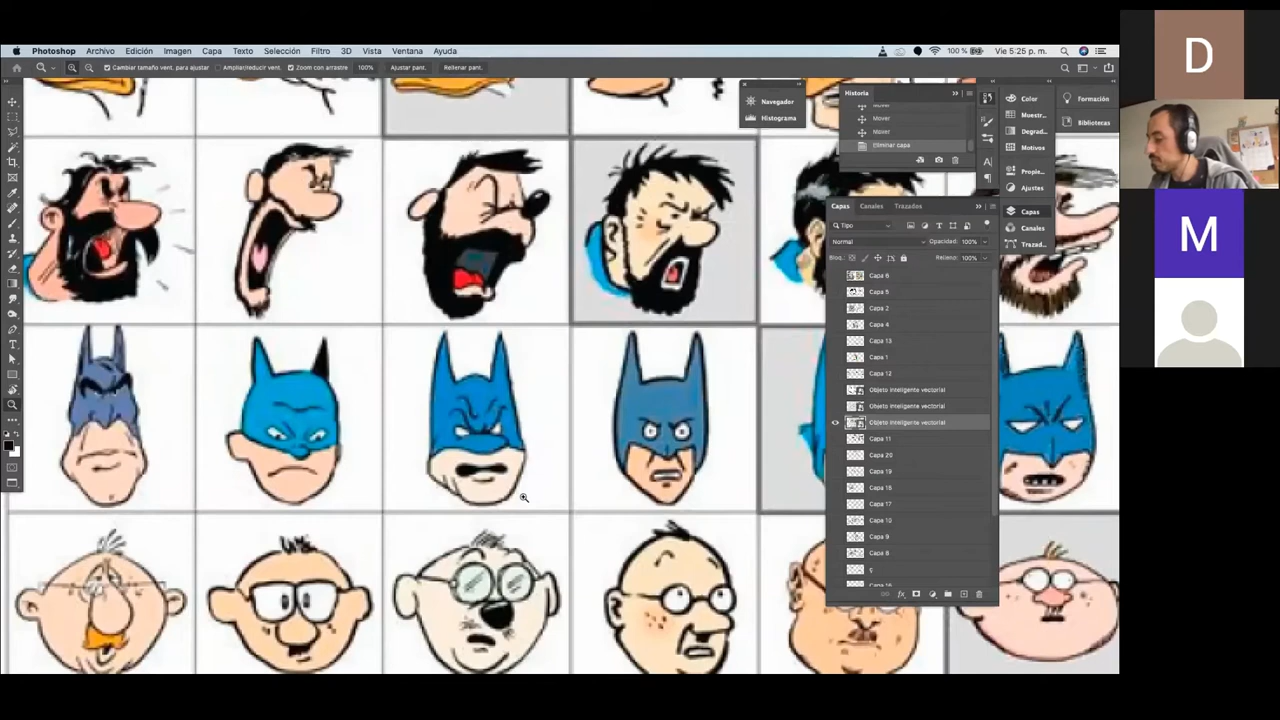 D
Photoshop Archivo Edición Imagen Capa Texto Selección Filtro 3D Vista Ventana Ayuda 100 % Vie 5:25 p. m.
Cambiar tamaño vent. para ajustar Ampliar/reducir vent. Zoom con arrastre 100% Ajustar pant. Rellenar pant.
Navegador
Histograma
Historia
Mover
Mover
Mover
Eliminar capa
Color
Muestr...
Degrad...
Motivos
Propie...
Ajustes
Capas
Canales
Trazad...
Formación
Bibliotecas
Capas Canales Trazados
Tipo
Normal Opacidad: 100%
Bloq.: Relleno: 100%
Capa 6
Capa 5
Capa 2
Capa 4
Capa 13
Capa 1
Capa 12
Objeto inteligente vectorial
Objeto inteligente vectorial
Objeto inteligente vectorial
Capa 11
Capa 20
Capa 19
Capa 18
Capa 17
Capa 10
Capa 9
Capa 8
ç
fx
M